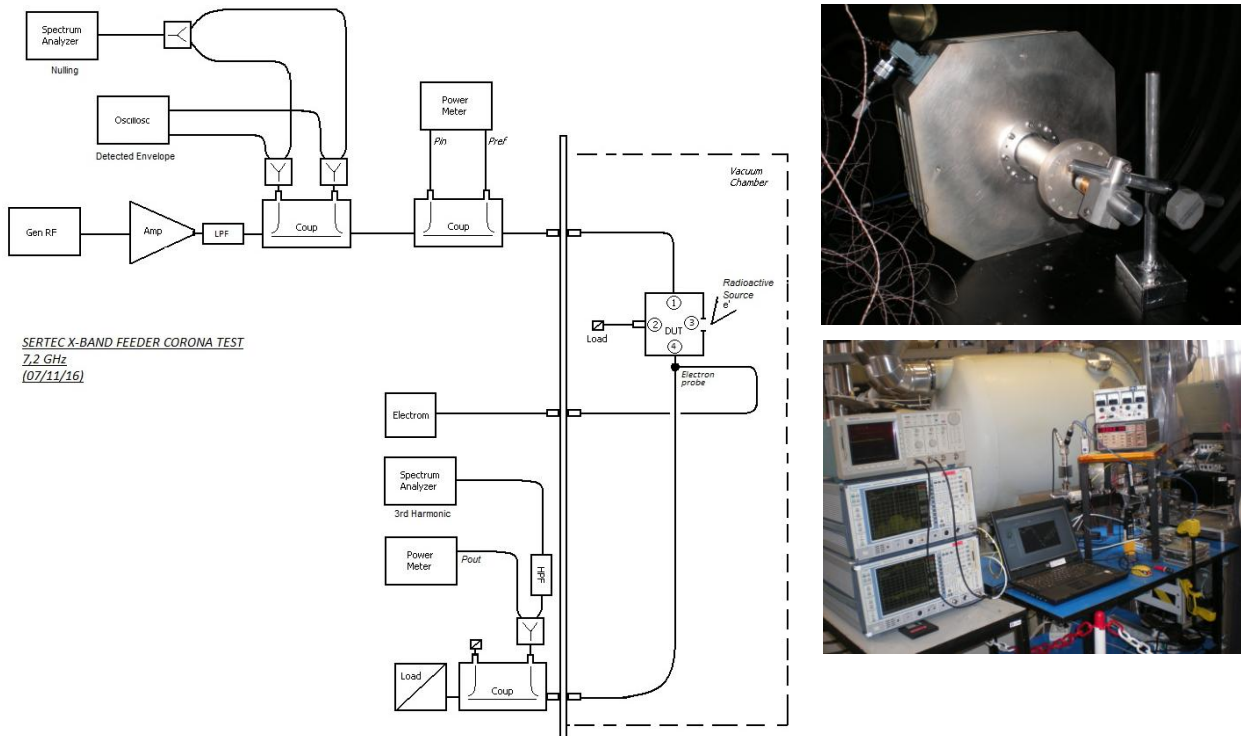 Spectrum
Analyzer
Nulling
Oscilosc
Detected Envelope
Power
Meter
Pin
Pref
Vacuum
Chamber
Gen RF
Amp
LPF
Coup
Coup
Radioactive
Source
e'
1
2
DUT
3
4
Load
Electron
probe
SERTEC X-BAND FEEDER CORONA TEST
7,2 GHz
(07/11/16)
Electrom
Spectrum
Analyzer
3rd Harmonic
Power
Meter
Pout
HPF
Load
Coup